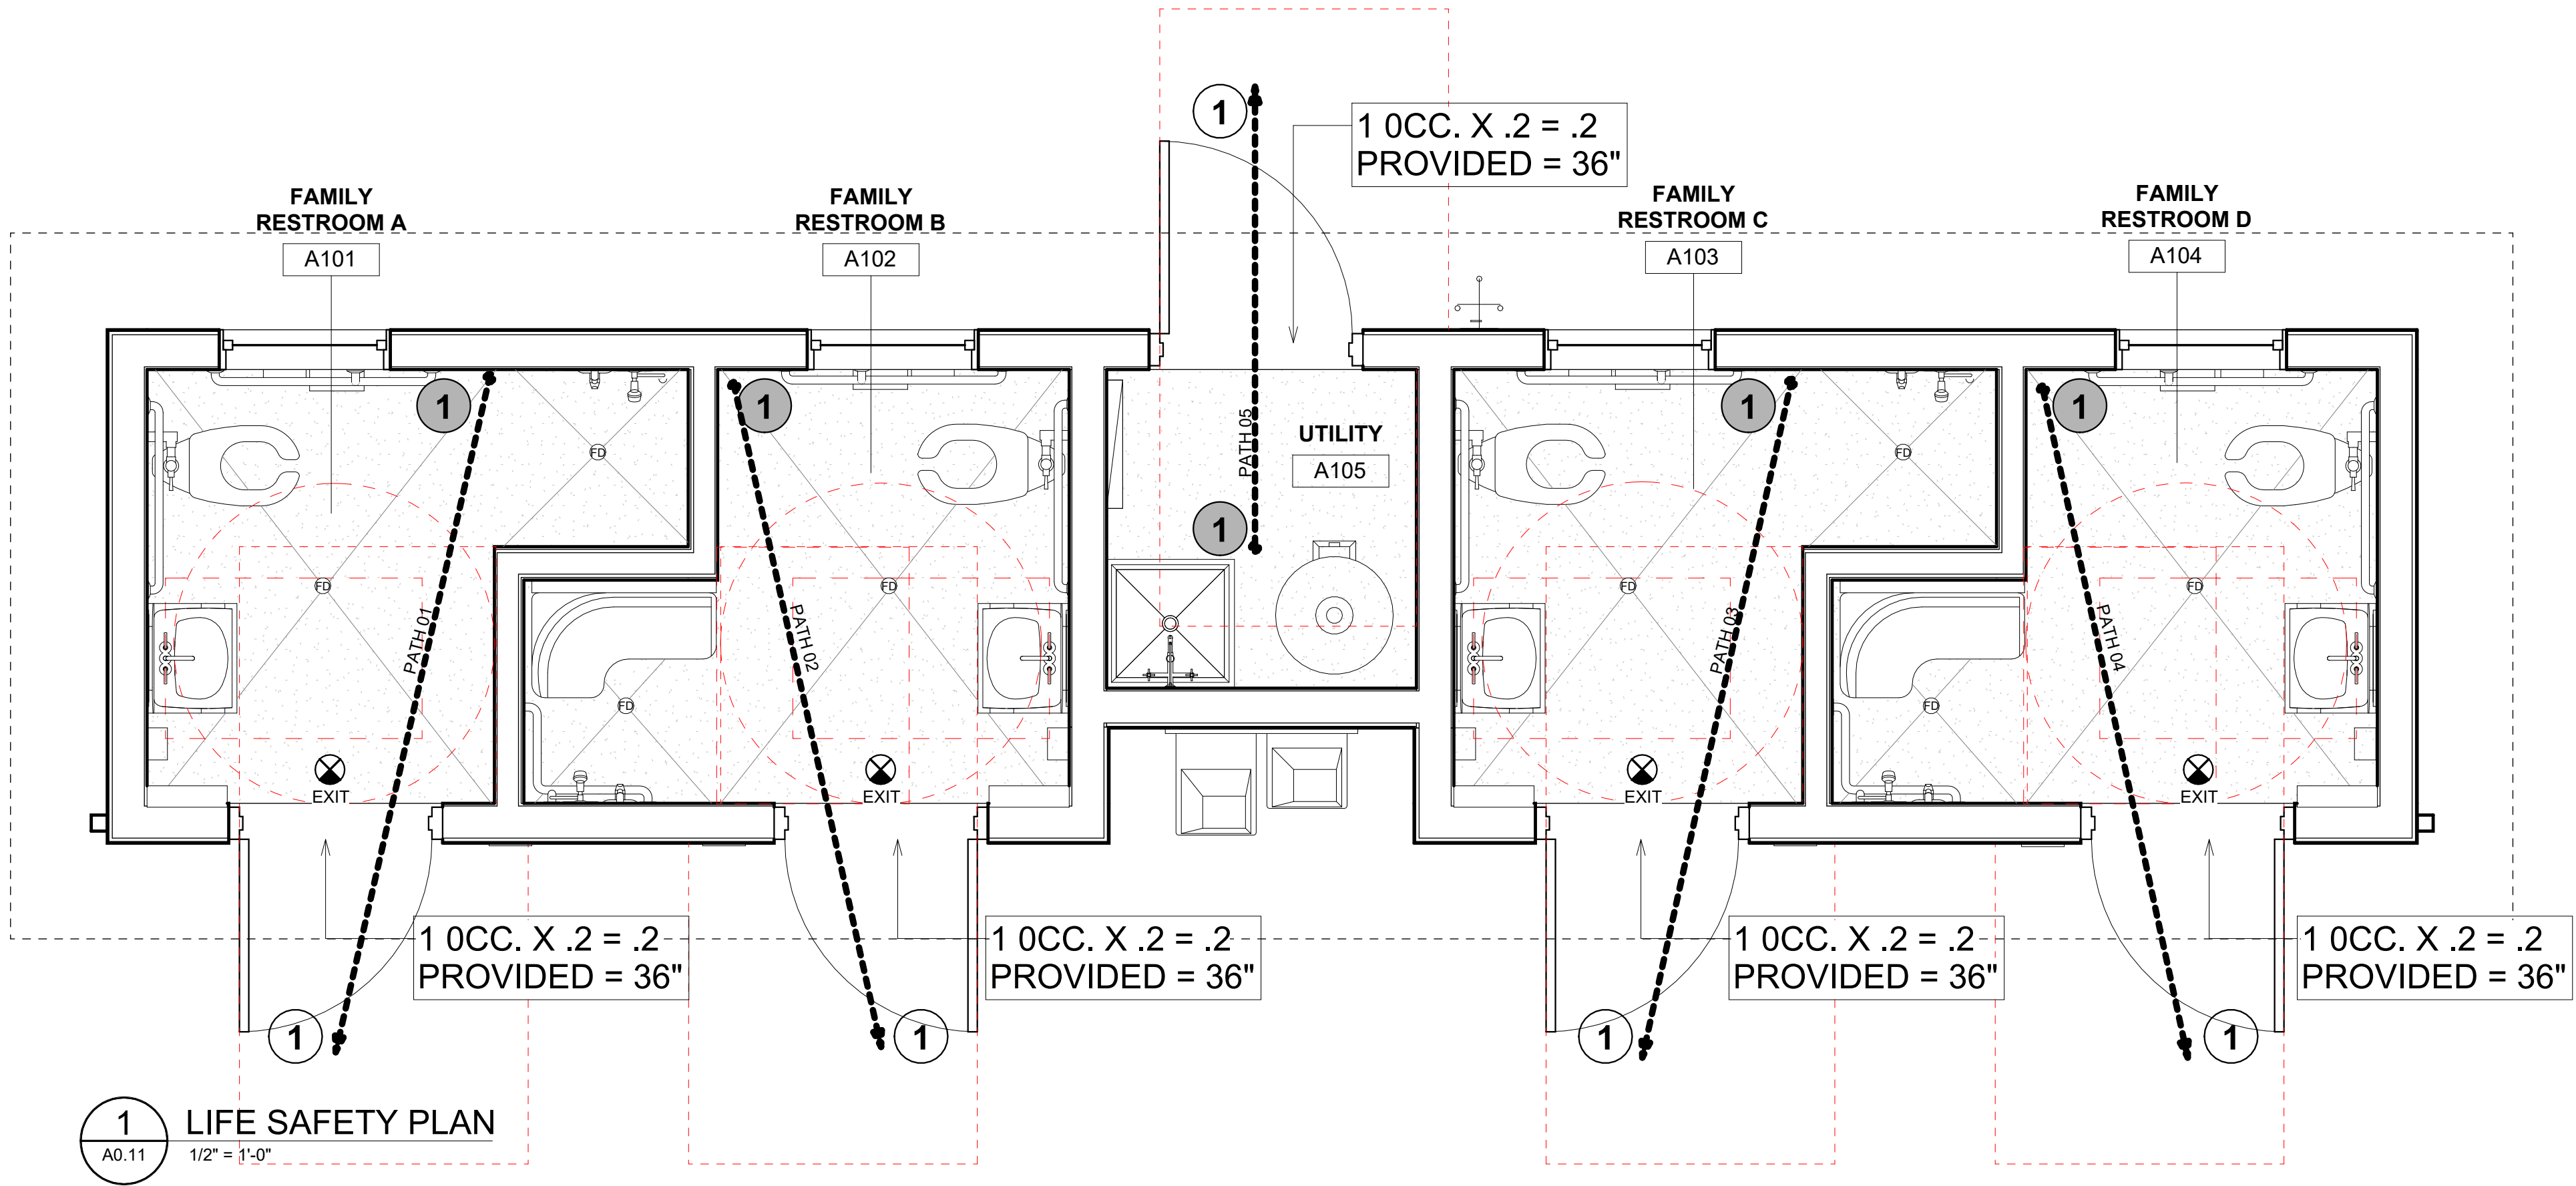 1
1 0CC. X .2 = .2
PROVIDED = 36"
FAMILY
RESTROOM A
A101
FAMILY
RESTROOM B
A102
FAMILY
RESTROOM C
A103
FAMILY
RESTROOM D
A104
1
1
1
1
FD
FD
PATH 05
UTILITY
A105
1
FD
FD
FD
FD
PATH 01
PATH 02
PATH 03
PATH 04
FD
FD
EXIT
EXIT
EXIT
EXIT
1 0CC. X .2 = .2
PROVIDED = 36"
1 0CC. X .2 = .2
PROVIDED = 36"
1 0CC. X .2 = .2
PROVIDED = 36"
1 0CC. X .2 = .2
PROVIDED = 36"
1
1
1
1
1
A0.11
LIFE SAFETY PLAN
1/2" = 1'-0"